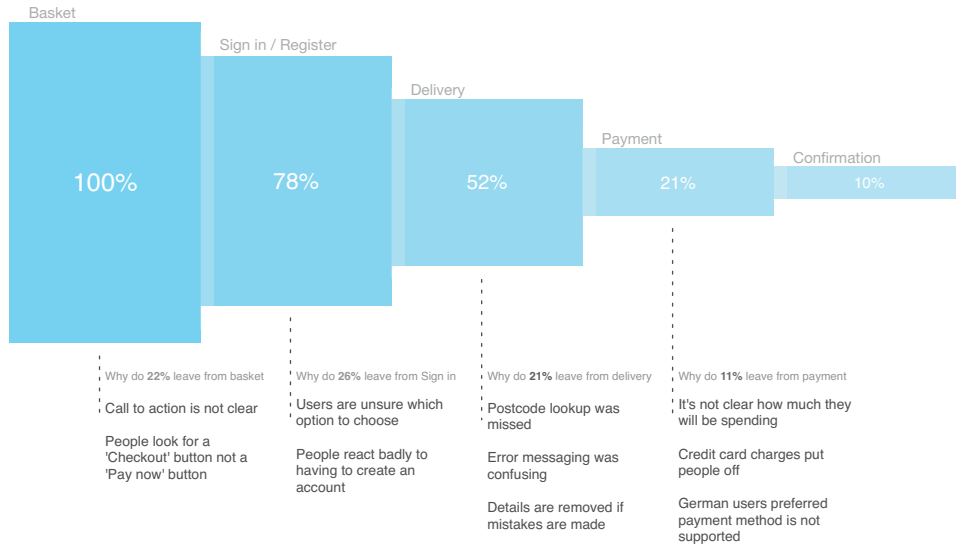 Basket
Sign in / Register
Delivery
Payment
Confirmation
100%
78%
52%
21%
10%
Why do 22% leave from basket
Call to action is not clear
People look for a
'Checkout' button not a
'Pay now' button
Why do 26% leave from Sign in
Users are unsure which
option to choose
People react badly to
having to create an
account
Why do 21% leave from delivery
Postcode lookup was
missed
Error messaging was
confusing
Details are removed if
mistakes are made
Why do 11% leave from payment
It's not clear how much they
will be spending
Credit card charges put
people off
German users preferred
payment method is not
supported